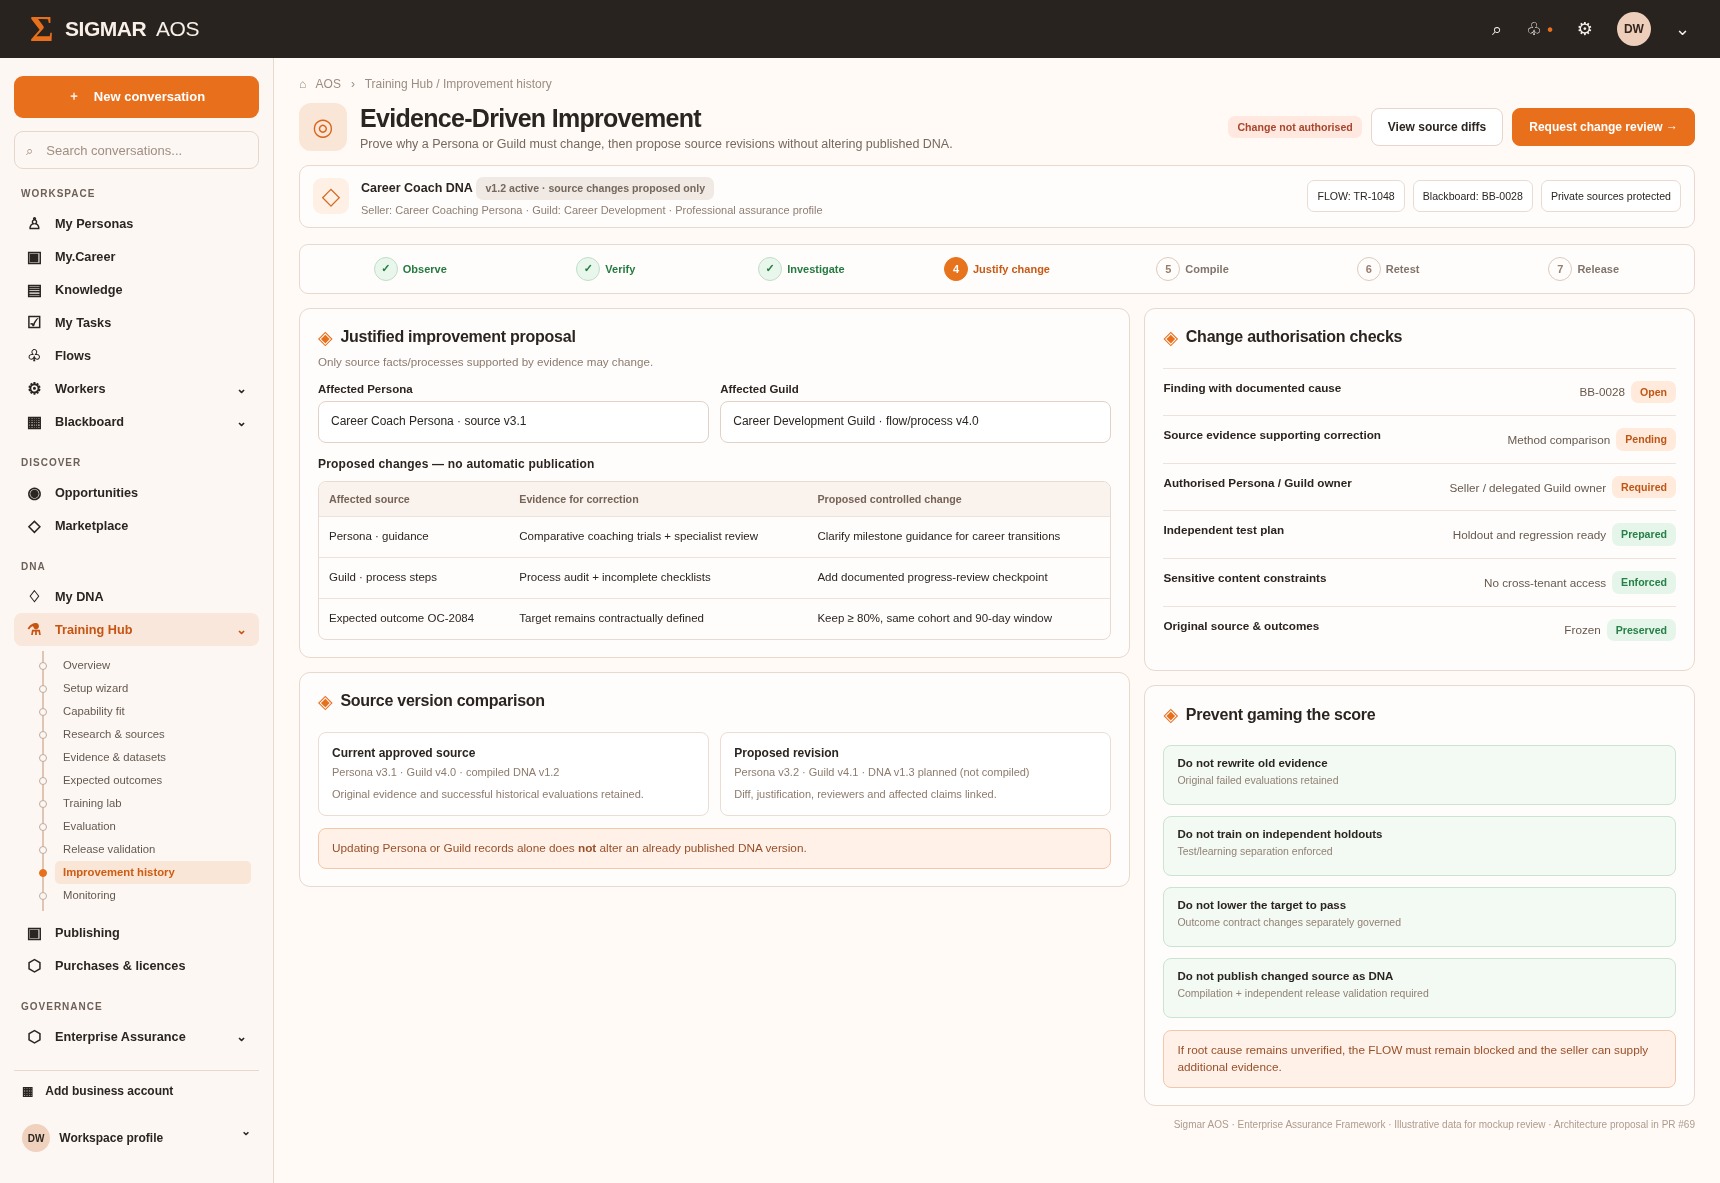 Σ SIGMAR AOS
DW
+ New conversation
Search conversations...
WORKSPACE
My Personas
My.Career
Knowledge
My Tasks
Flows
Workers
Blackboard
DISCOVER
Opportunities
Marketplace
DNA
My DNA
Training Hub
Overview
Setup wizard
Capability fit
Research & sources
Evidence & datasets
Expected outcomes
Training lab
Evaluation
Release validation
Improvement history
Monitoring
Publishing
Purchases & licences
GOVERNANCE
Enterprise Assurance
Add business account
DW Workspace profile
AOS › Training Hub / Improvement history
Evidence-Driven Improvement
Prove why a Persona or Guild must change, then propose source revisions without altering published DNA.
Change not authorised
View source diffs
Request change review →
Career Coach DNA v1.2 active · source changes proposed only
Seller: Career Coaching Persona · Guild: Career Development · Professional assurance profile
FLOW: TR-1048
Blackboard: BB-0028
Private sources protected
✓ Observe
✓ Verify
✓ Investigate
4 Justify change
5 Compile
6 Retest
7 Release
Justified improvement proposal
Only source facts/processes supported by evidence may change.
Affected Persona
Affected Guild
Career Coach Persona · source v3.1
Career Development Guild · flow/process v4.0
Proposed changes — no automatic publication
Affected source Evidence for correction Proposed controlled change
Persona · guidance Comparative coaching trials + specialist review Clarify milestone guidance for career transitions
Guild · process steps Process audit + incomplete checklists Add documented progress-review checkpoint
Expected outcome OC-2084 Target remains contractually defined Keep ≥ 80%, same cohort and 90-day window
Source version comparison
Current approved source
Persona v3.1 · Guild v4.0 · compiled DNA v1.2
Original evidence and successful historical evaluations retained.
Proposed revision
Persona v3.2 · Guild v4.1 · DNA v1.3 planned (not compiled)
Diff, justification, reviewers and affected claims linked.
Updating Persona or Guild records alone does not alter an already published DNA version.
Change authorisation checks
Finding with documented cause BB-0028 Open
Source evidence supporting correction Method comparison Pending
Authorised Persona / Guild owner Seller / delegated Guild owner Required
Independent test plan Holdout and regression ready Prepared
Sensitive content constraints No cross-tenant access Enforced
Original source & outcomes Frozen Preserved
Prevent gaming the score
Do not rewrite old evidence
Original failed evaluations retained
Do not train on independent holdouts
Test/learning separation enforced
Do not lower the target to pass
Outcome contract changes separately governed
Do not publish changed source as DNA
Compilation + independent release validation required
If root cause remains unverified, the FLOW must remain blocked and the seller can supply
additional evidence.
Sigmar AOS · Enterprise Assurance Framework · Illustrative data for mockup review · Architecture proposal in PR #69